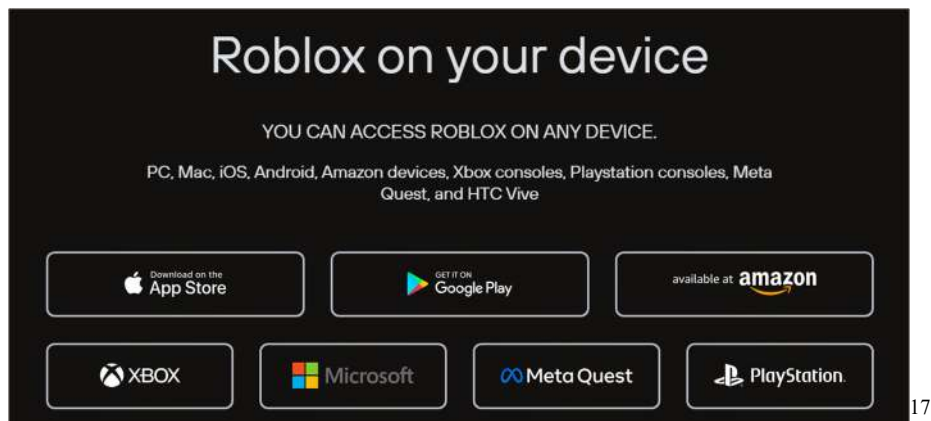 Roblox on your device
YOU CAN ACCESS ROBLOX ON ANY DEVICE.
PC, Mac, iOS, Android, Amazon devices, Xbox consoles, Playstation consoles, Meta
Quest, and HTC Vive
Download on the
App Store
GET IT ON
Google Play
available at amazon
XBOX
Microsoft
Meta Quest
PlayStation.
17